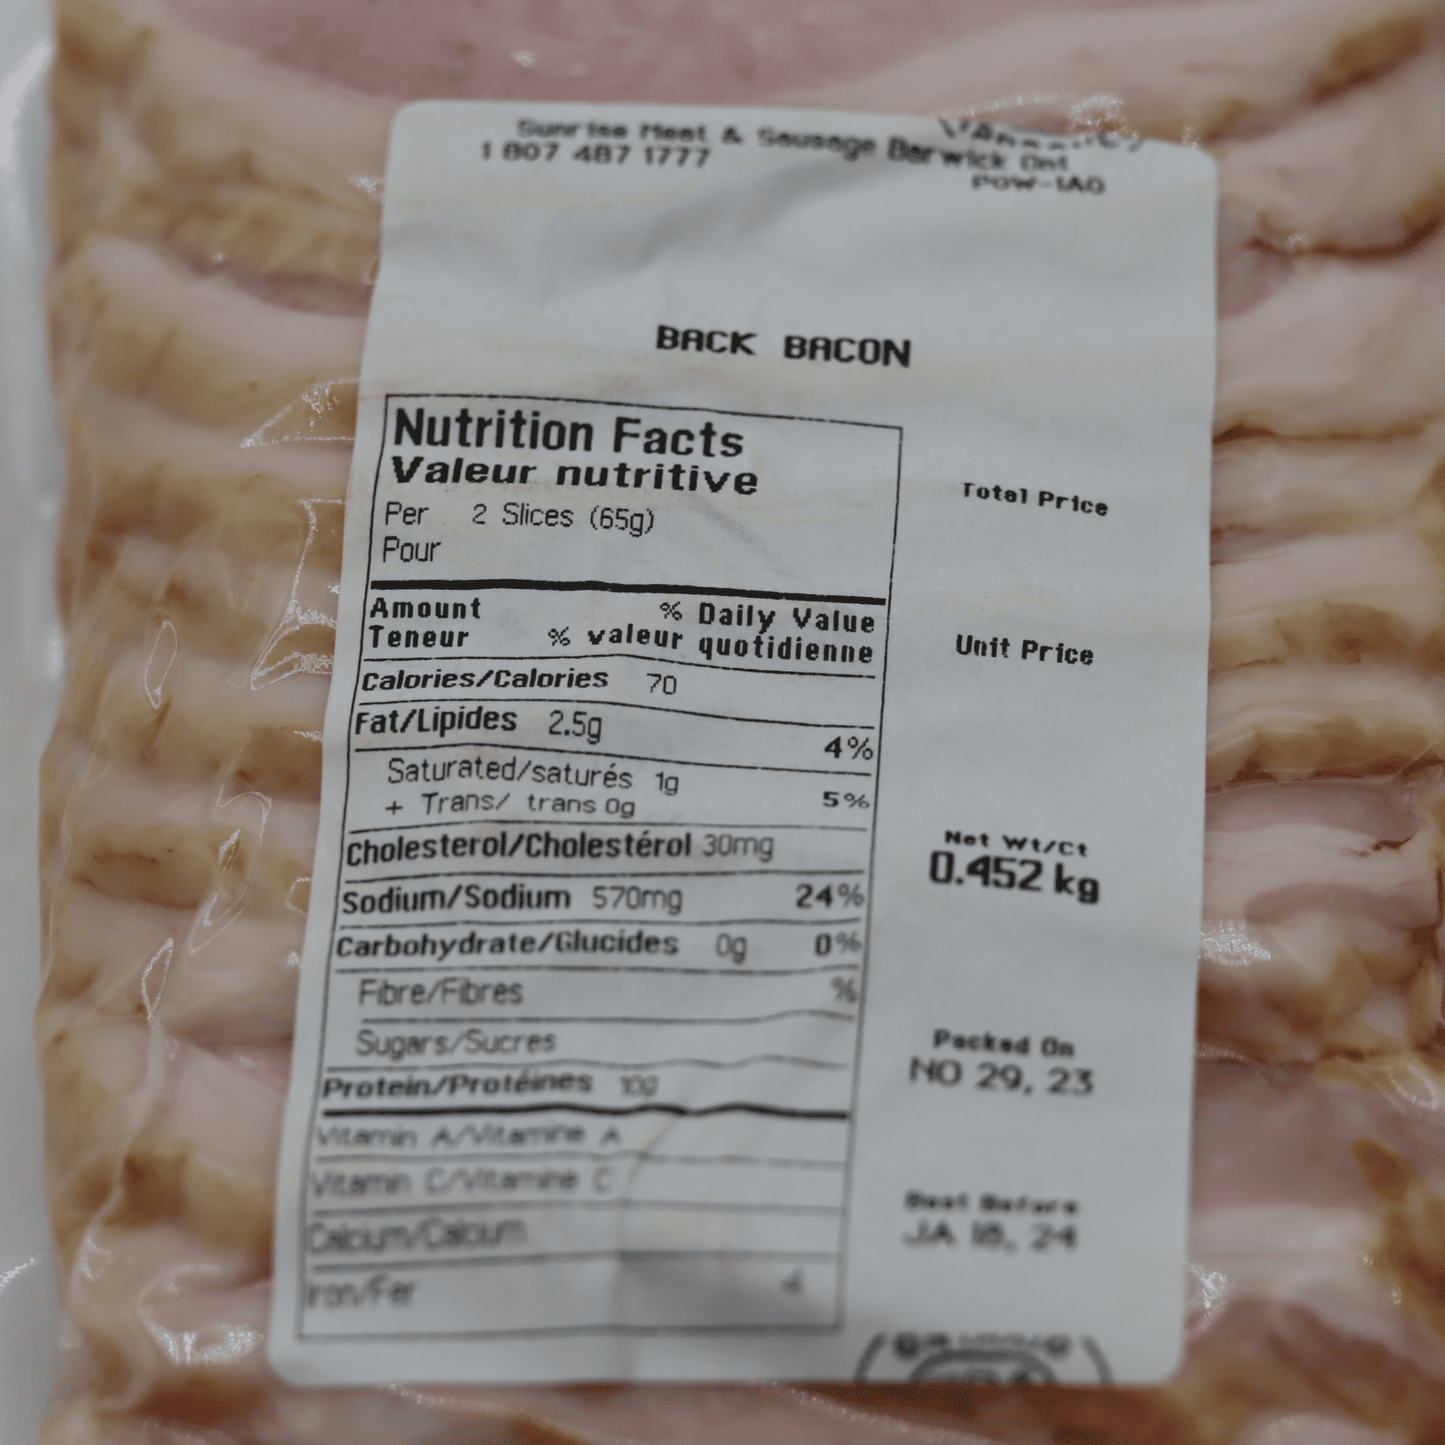 Sunrise Meat & Sausage Barwick Ont
1 807 487 1777
P0W-1A0
BACK BACON
Nutrition Facts
Valeur nutritive
Per 2 Slices (65g)
Pour
Amount % Daily Value
Teneur % valeur quotidienne
Calories/Calories 70
Fat/Lipides 2.5g 4%
Saturated/saturés 1g
+ Trans/ trans 0g 5%
Cholesterol/Cholestérol 30mg
Sodium/Sodium 570mg 24%
Carbohydrate/Glucides 0g 0%
Fibre/Fibres %
Sugars/Sucres
Protein/Protéines 10g
Vitamin A/Vitamine A
Vitamin C/Vitamine C
Calcium/Calcium
Iron/Fer
Total Price
Unit Price
Net Wt/Ct
0.452 kg
Packed On
NO 29, 23
Best Before
JA 18, 24